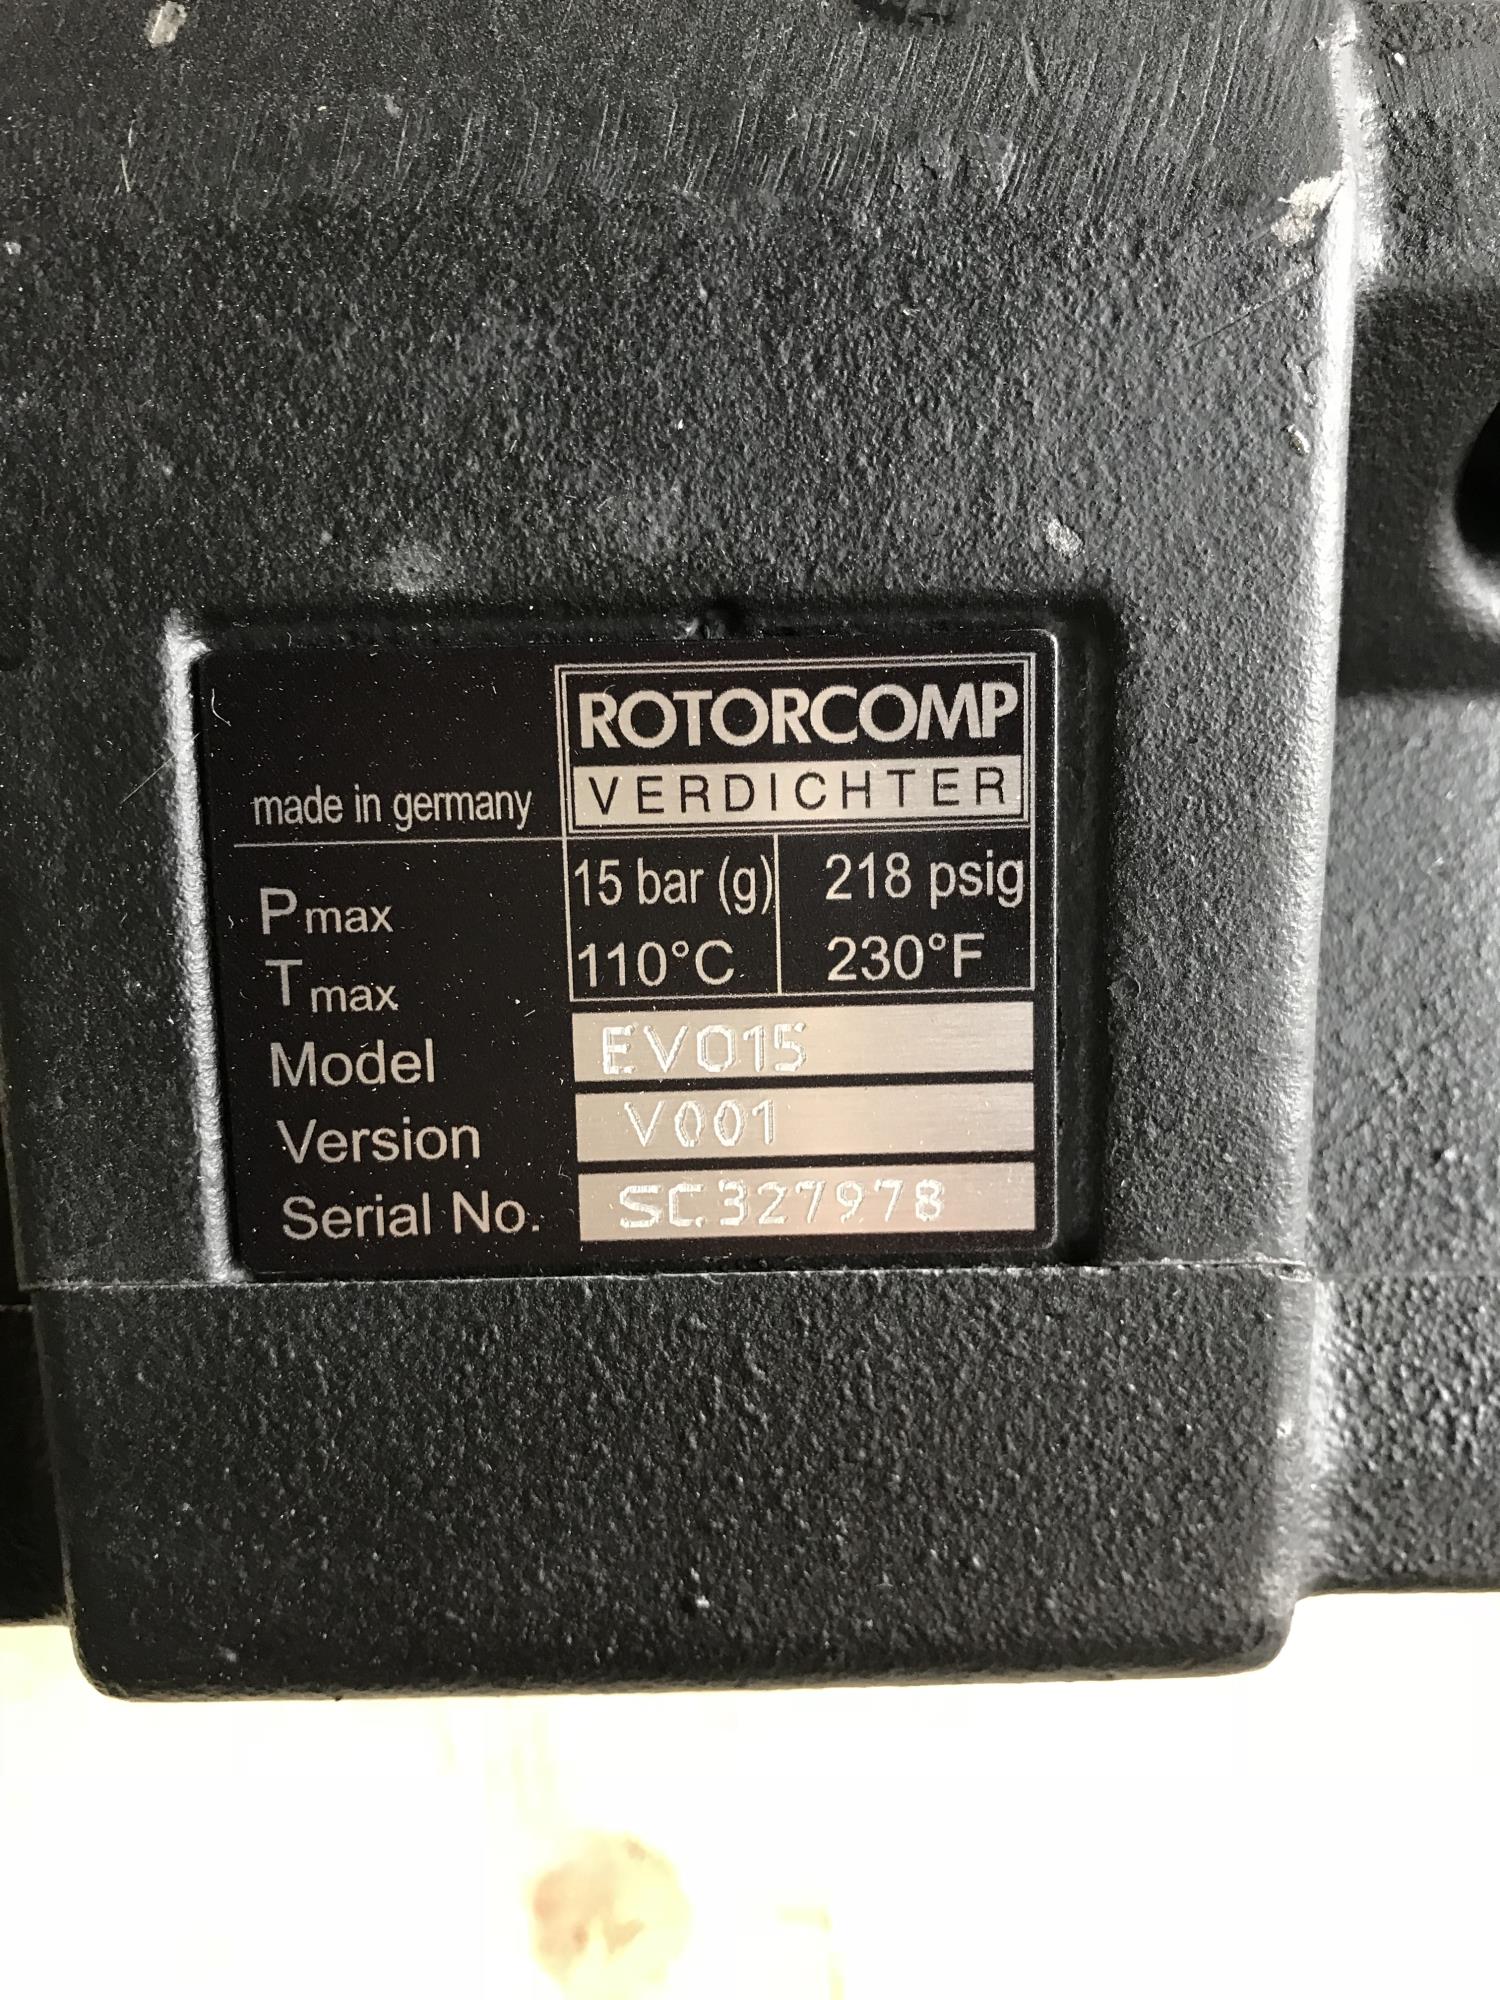 ROTORCOMP
VERDICHTER
made in germany
Pmax 15 bar (g) 218 psig
Tmax 110°C 230°F
Model EVO15
Version V001
Serial No. SC327978